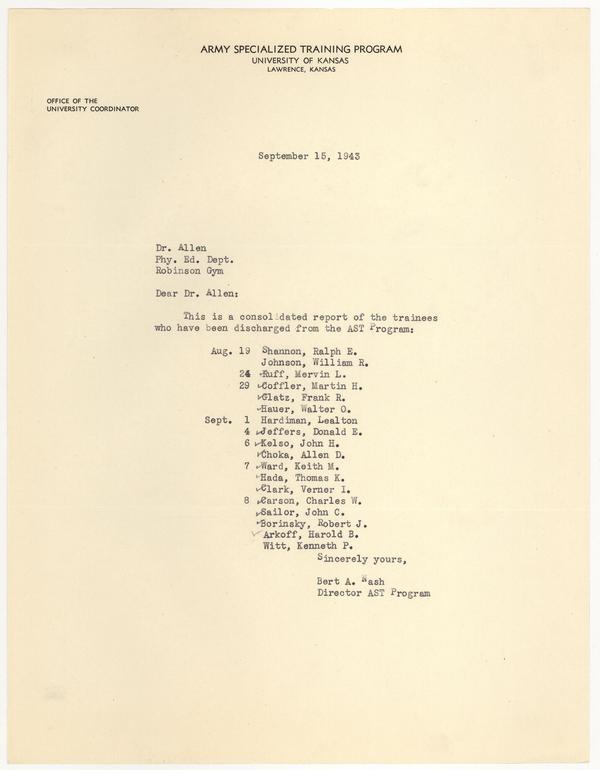 ARMY SPECIALIZED TRAINING PROGRAM
UNIVERSITY OF KANSAS
LAWRENCE, KANSAS
OFFICE OF THE
UNIVERSITY COORDINATOR
September 15, 1943
Dr. Allen
Phy. Ed. Dept.
Robinson Gym
Dear Dr. Allen:
This is a consolidated report of the trainees
who have been discharged from the AST Program:
Aug. 19 Shannon, Ralph E.
Johnson, William R.
24 Ruff, Mervin L.
29 Coffler, Martin H.
Glatz, Frank R.
Hauer, Walter O.
Sept. 1 Hardiman, Lealton
4 Jeffers, Donald E.
6 Kelso, John H.
Choka, Allen D.
7 Ward, Keith M.
Hada, Thomas K.
Clark, Verner I.
8 Carson, Charles W.
Sailor, John C.
Borinsky, Robert J.
Arkoff, Harold B.
Witt, Kenneth P.
Sincerely yours,
Bert A. Nash
Director AST Program